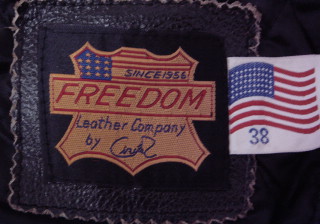 SINCE 1956
FREEDOM
Leather Company
by
38